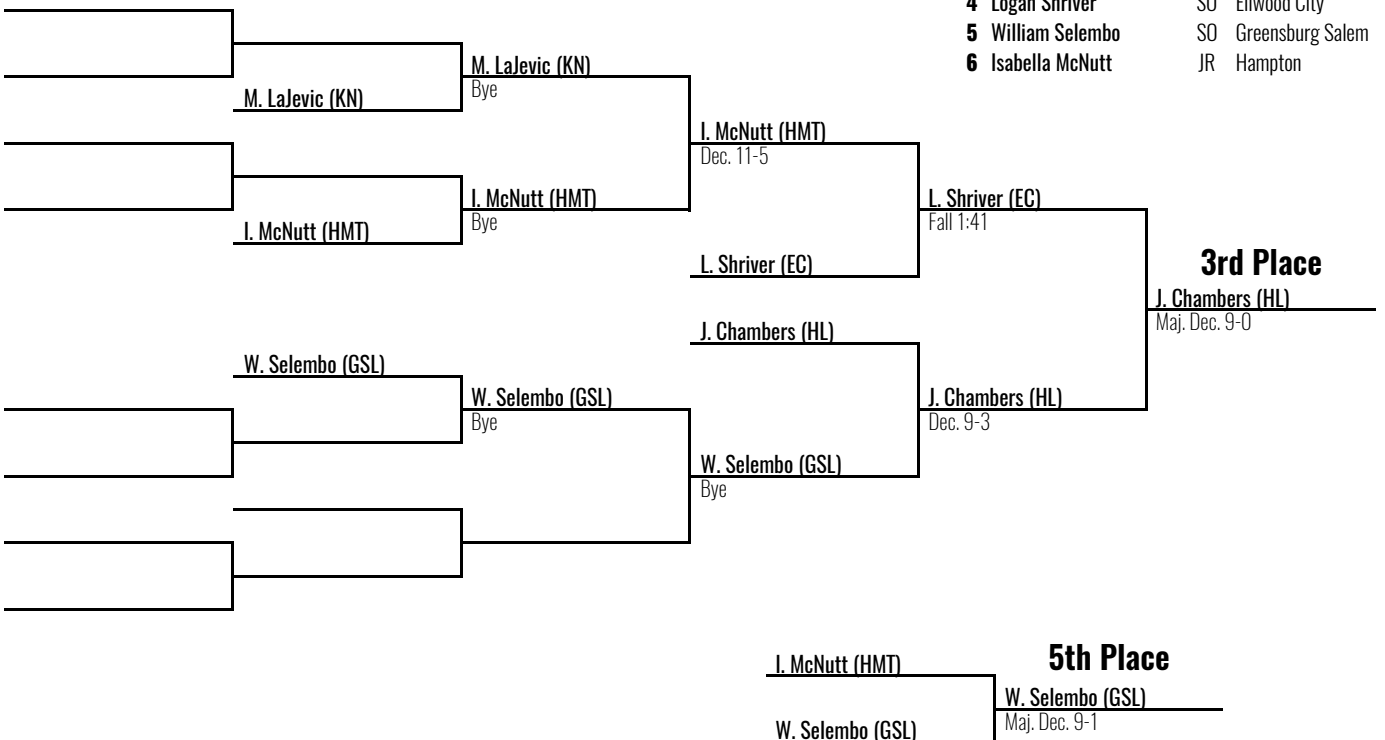 4 Logan Shriver SO Ellwood City
5 William Selembo SO Greensburg Salem
6 Isabella McNutt JR Hampton
M. LaJevic (KN)
Bye
M. LaJevic (KN)
I. McNutt (HMT)
Dec. 11-5
I. McNutt (HMT)
Bye
I. McNutt (HMT)
L. Shriver (EC)
Fall 1:41
L. Shriver (EC)
3rd Place
J. Chambers (HL)
Maj. Dec. 9-0
J. Chambers (HL)
W. Selembo (GSL)
W. Selembo (GSL)
Bye
J. Chambers (HL)
Dec. 9-3
W. Selembo (GSL)
Bye
5th Place
I. McNutt (HMT)
W. Selembo (GSL)
Maj. Dec. 9-1
W. Selembo (GSL)